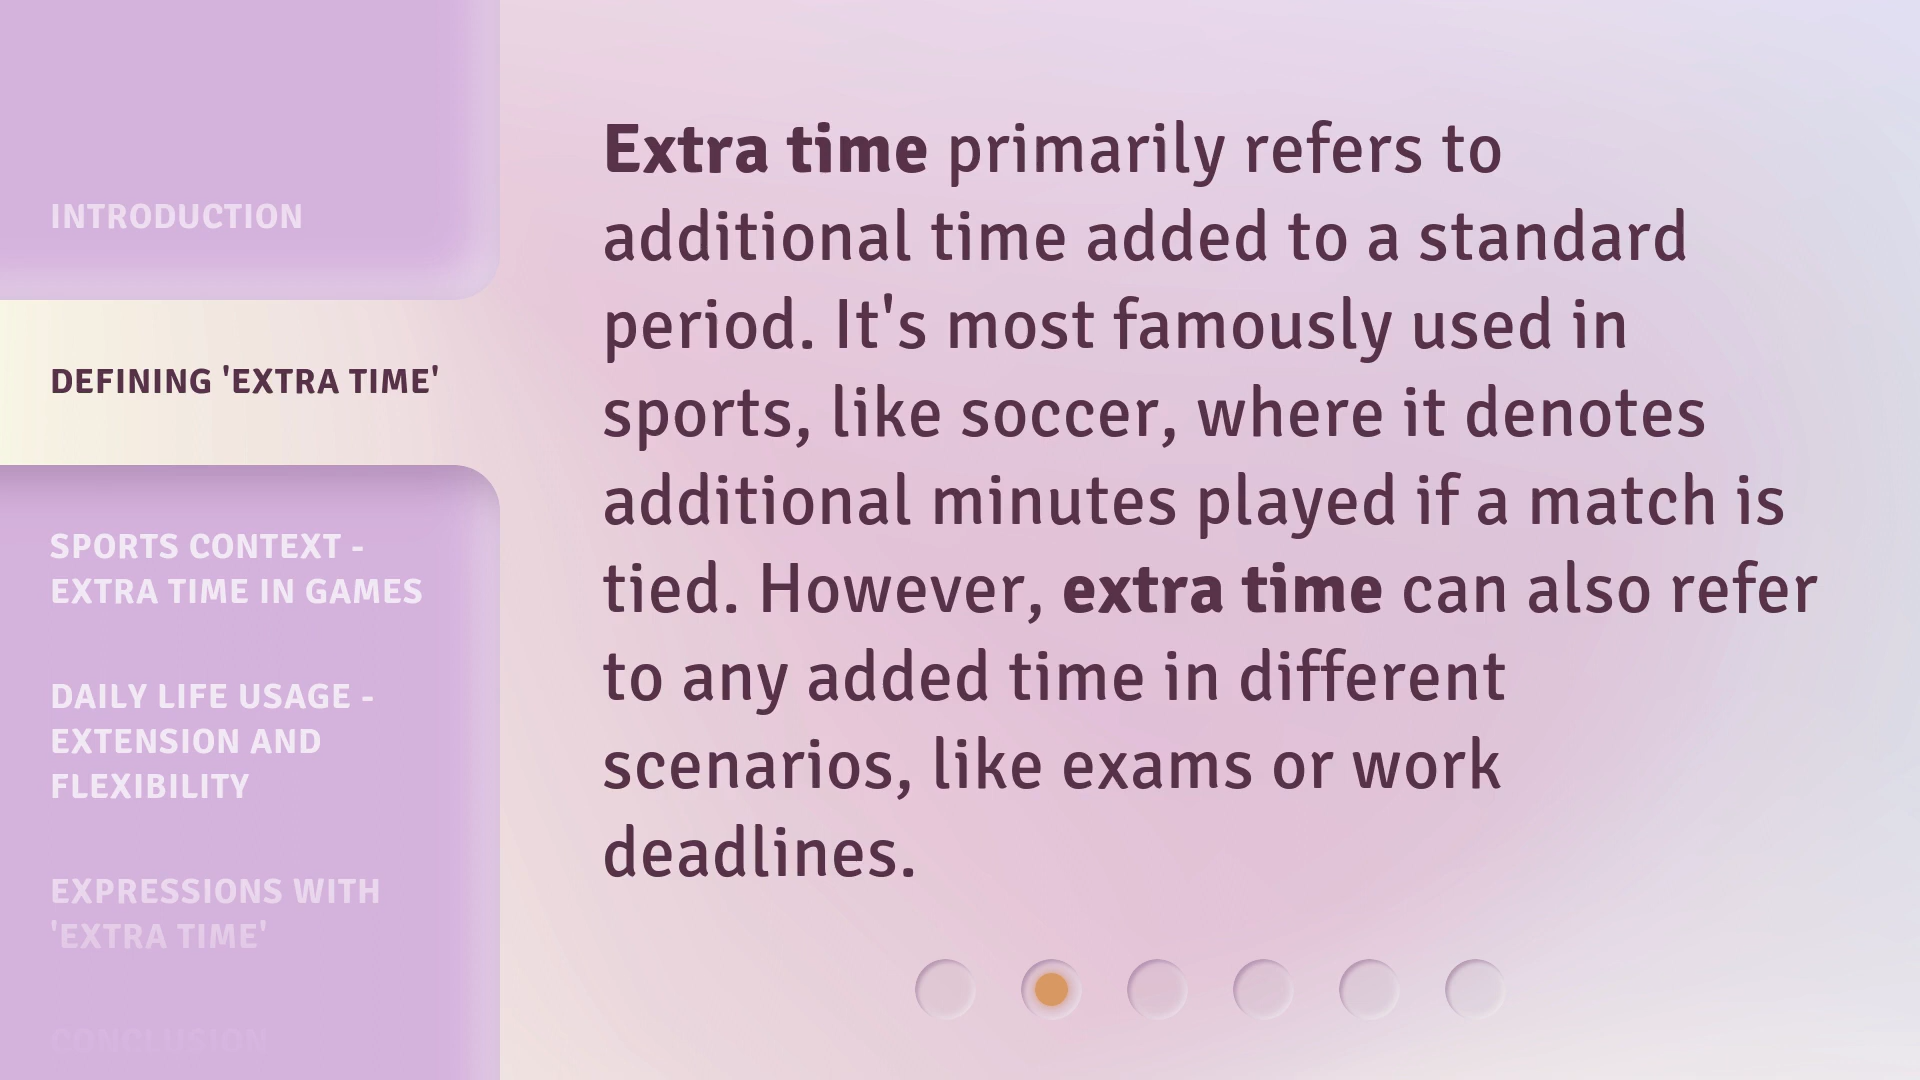 INTRODUCTION
DEFINING 'EXTRA TIME'
SPORTS CONTEXT -
EXTRA TIME IN GAMES
DAILY LIFE USAGE -
EXTENSION AND
FLEXIBILITY
EXPRESSIONS WITH
'EXTRA TIME'
CONCLUSION
Extra time primarily refers to
additional time added to a standard
period. It's most famously used in
sports, like soccer, where it denotes
additional minutes played if a match is
tied. However, extra time can also refer
to any added time in different
scenarios, like exams or work
deadlines.